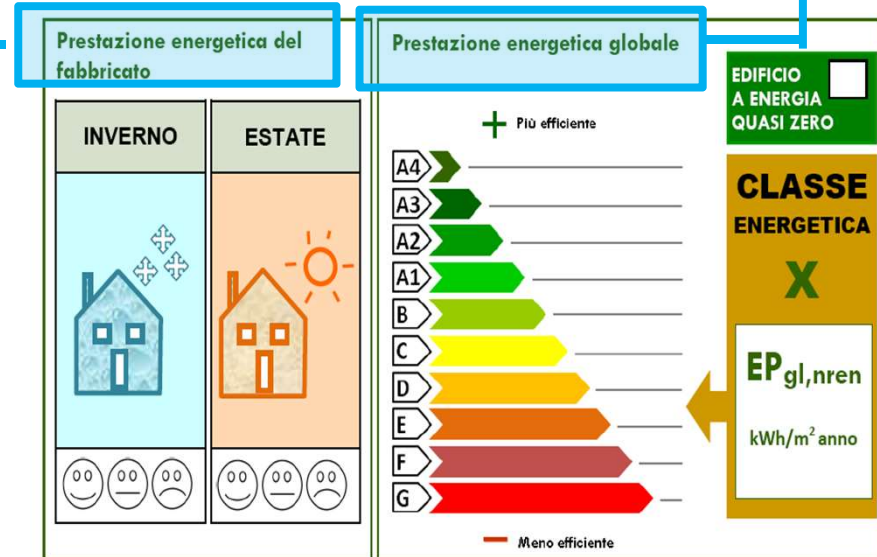 Prestazione energetica del
fabbricato
INVERNO
ESTATE
Prestazione energetica globale
+ Più efficiente
A4
A3
A2
A1
B
C
D
E
F
G
— Meno efficiente
EDIFICIO
A ENERGIA
QUASI ZERO
CLASSE
ENERGETICA
X
EPgl,nren
kWh/m² anno